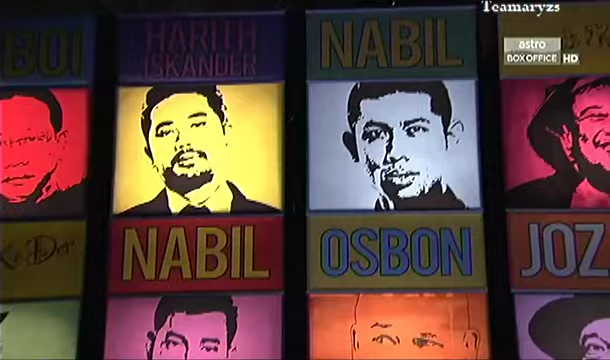 Teamaryzs
BOI
HARITH
ISKANDER
NABIL
astro
BOX OFFICE HD
NABIL
OSBON
JOZ